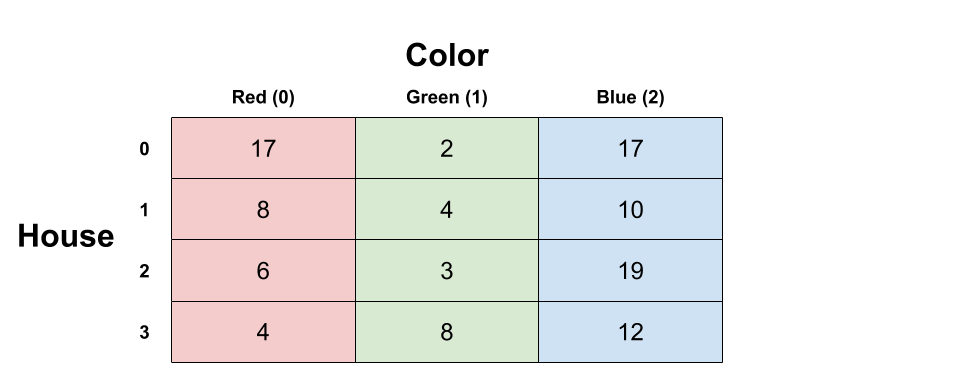 Color
Red (0) Green (1) Blue (2)
0 17 2 17
1 8 4 10
House
2 6 3 19
3 4 8 12